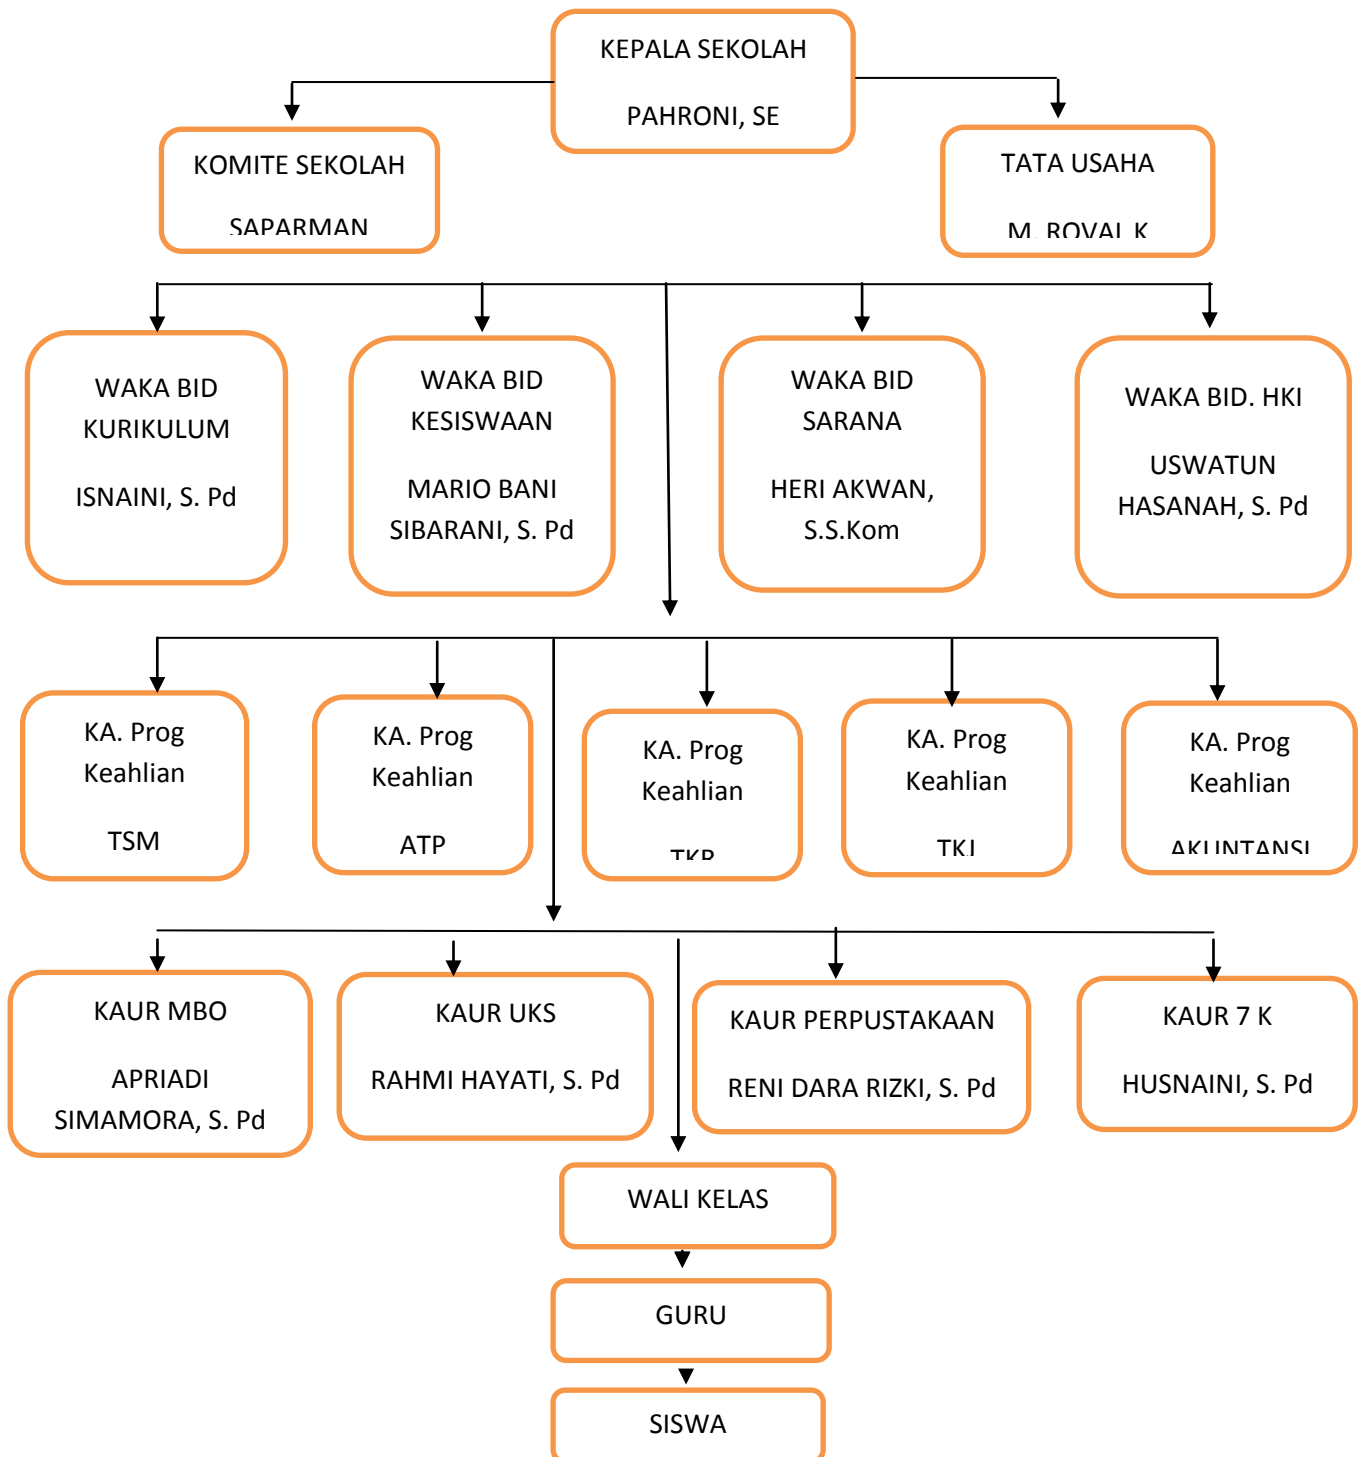 KEPALA SEKOLAH
PAHRONI, SE
KOMITE SEKOLAH
SAPARMAN
TATA USAHA
M. ROYAL K
WAKA BID
KURIKULUM
ISNAINI, S. Pd
WAKA BID
KESISWAAN
MARIO BANI
SIBARANI, S. Pd
WAKA BID
SARANA
HERI AKWAN,
S.S.Kom
WAKA BID. HKI
USWATUN
HASANAH, S. Pd
KA. Prog
Keahlian
TSM
KA. Prog
Keahlian
ATP
KA. Prog
Keahlian
TKR
KA. Prog
Keahlian
TKJ
KA. Prog
Keahlian
AKUNTANSI
KAUR MBO
APRIADI
SIMAMORA, S. Pd
KAUR UKS
RAHMI HAYATI, S. Pd
KAUR PERPUSTAKAAN
RENI DARA RIZKI, S. Pd
KAUR 7 K
HUSNAINI, S. Pd
WALI KELAS
GURU
SISWA